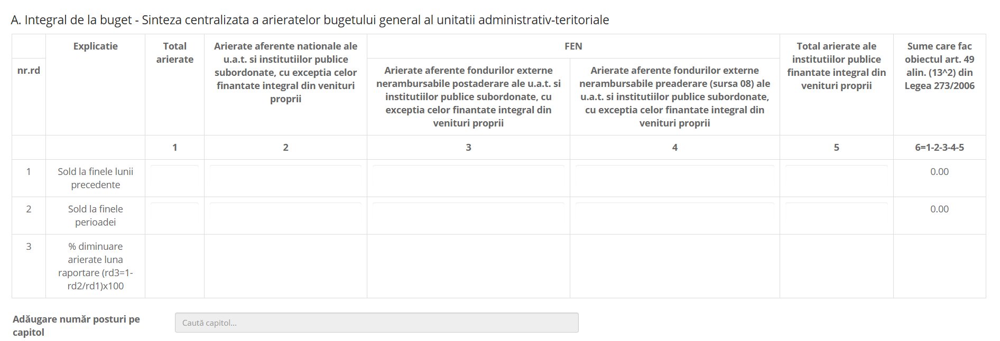 A. Integral de la buget - Sinteza centralizata a arieratelor bugetului general al unitatii administrativ-teritoriale
nr.rd
Explicatie
Total
arierate
Arierate aferente nationale ale
u.a.t. si institutiilor publice
subordonate, cu exceptia celor
finantate integral din venituri
proprii
FEN
Arierate aferente fondurilor externe
nerambursabile postaderare ale u.a.t. si
institutiilor publice subordonate, cu
exceptia celor finantate integral din
venituri proprii
Arierate aferente fondurilor externe
nerambursabile preaderare (sursa 08) ale
u.a.t. si institutiilor publice subordonate,
cu exceptia celor finantate integral din
venituri proprii
Total arierate ale
institutiilor publice
finantate integral din
venituri proprii
Sume care fac
obiectul art. 49
alin. (13^2) din
Legea 273/2006
1
2
3
4
5
6=1-2-3-4-5
1
Sold la finele lunii
precedente
0.00
2
Sold la finele
perioadei
0.00
3
% diminuare
arierate luna
raportare (rd3=1-
rd2/rd1)x100
Adăugare număr posturi pe
capitol
Caută capitol...